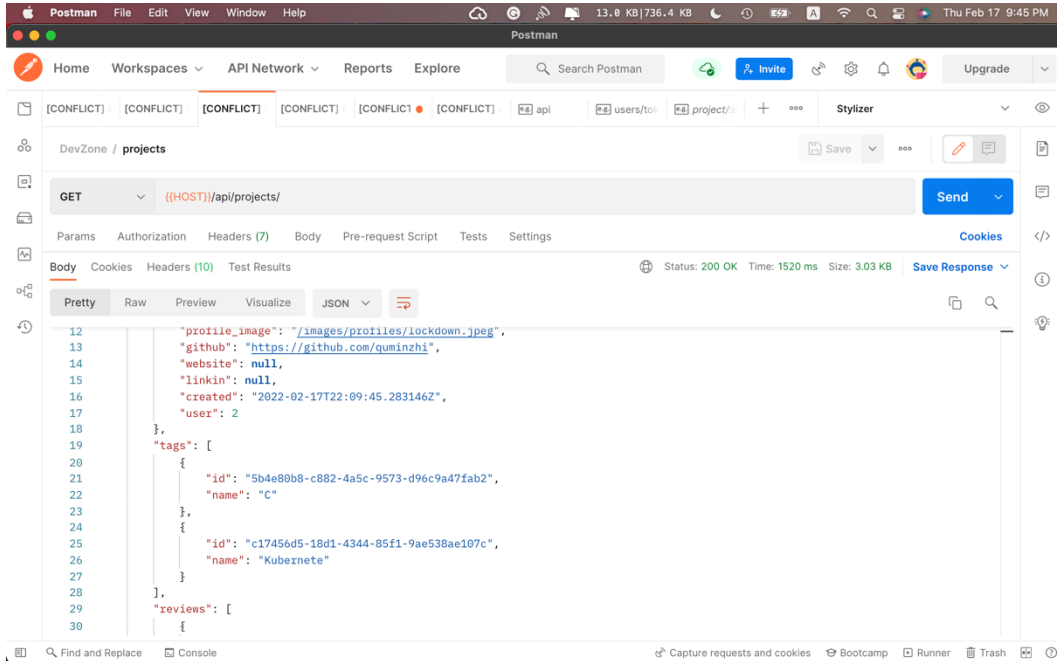 Postman File Edit View Window Help 13.0 KB|736.4 KB A Thu Feb 17 9:45 PM
Postman
Home Workspaces API Network Reports Explore Search Postman Invite Upgrade
[CONFLICT] [CONFLICT] [CONFLICT] [CONFLICT] [CONFLICT [CONFLICT] e.g. api e.g. users/tok e.g. project/: + Stylizer
DevZone / projects Save
GET {{HOST}}/api/projects/ Send
Params Authorization Headers (7) Body Pre-request Script Tests Settings Cookies
Body Cookies Headers (10) Test Results Status: 200 OK Time: 1520 ms Size: 3.03 KB Save Response
Pretty Raw Preview Visualize JSON
12 "profile_image": "/images/profiles/lockdown.jpeg",
13 "github": "https://github.com/quminzhi",
14 "website": null,
15 "linkin": null,
16 "created": "2022-02-17T22:09:45.283146Z",
17 "user": 2
18 },
19 "tags": [
20 {
21 "id": "5b4e80b8-c882-4a5c-9573-d96c9a47fab2",
22 "name": "C"
23 },
24 {
25 "id": "c17456d5-18d1-4344-85f1-9ae538ae107c",
26 "name": "Kubernete"
27 }
28 ],
29 "reviews": [
30 {
Find and Replace Console Capture requests and cookies Bootcamp Runner Trash